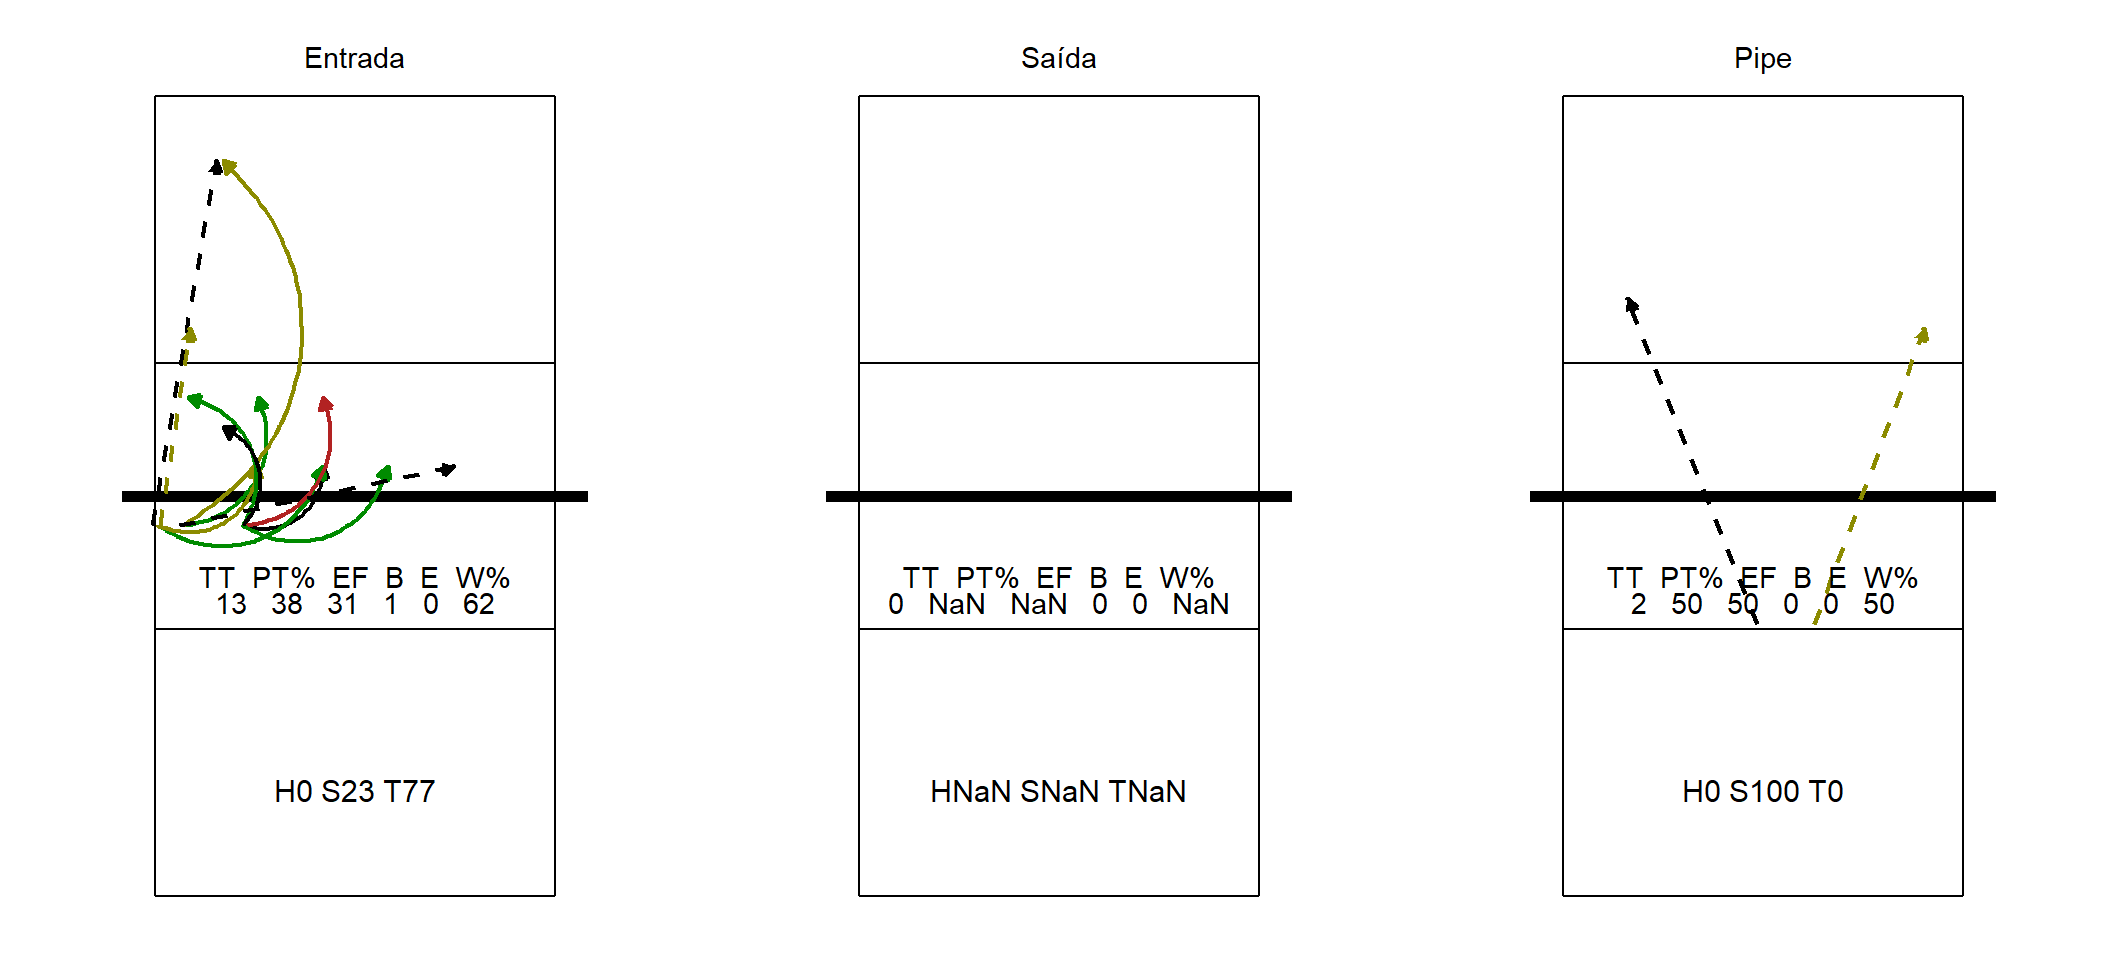 Entrada
TT PT% EF B E W%
13 38 31 1 0 62
H0 S23 T77
Saída
TT PT% EF B E W%
0 NaN NaN 0 0 NaN
HNaN SNaN TNaN
Pipe
TT PT% EF B E W%
2 50 50 0 0 50
H0 S100 T0